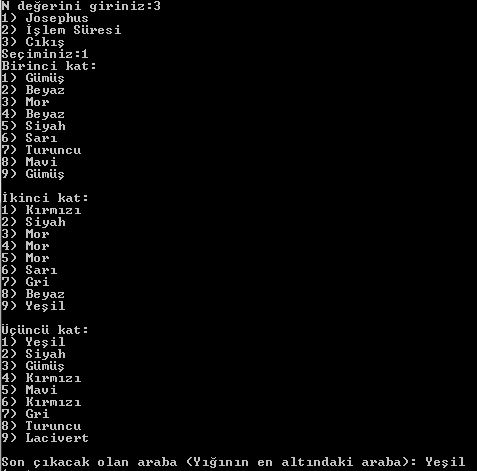 N değerini giriniz:3
1) Josephus
2) İşlem Süresi
3) Cıkış
Seçiminiz:1
Birinci kat:
1) Gümüş
2) Beyaz
3) Mor
4) Beyaz
5) Siyah
6) Sarı
7) Turuncu
8) Mavi
9) Gümüş
İkinci kat:
1) Kırmızı
2) Siyah
3) Mor
4) Mor
5) Mor
6) Sarı
7) Gri
8) Beyaz
9) Yeşil
Üçüncü kat:
1) Yeşil
2) Siyah
3) Gümüş
4) Kırmızı
5) Mavi
6) Kırmızı
7) Gri
8) Turuncu
9) Lacivert
Son çıkacak olan araba (Yığının en altındaki araba): Yeşil